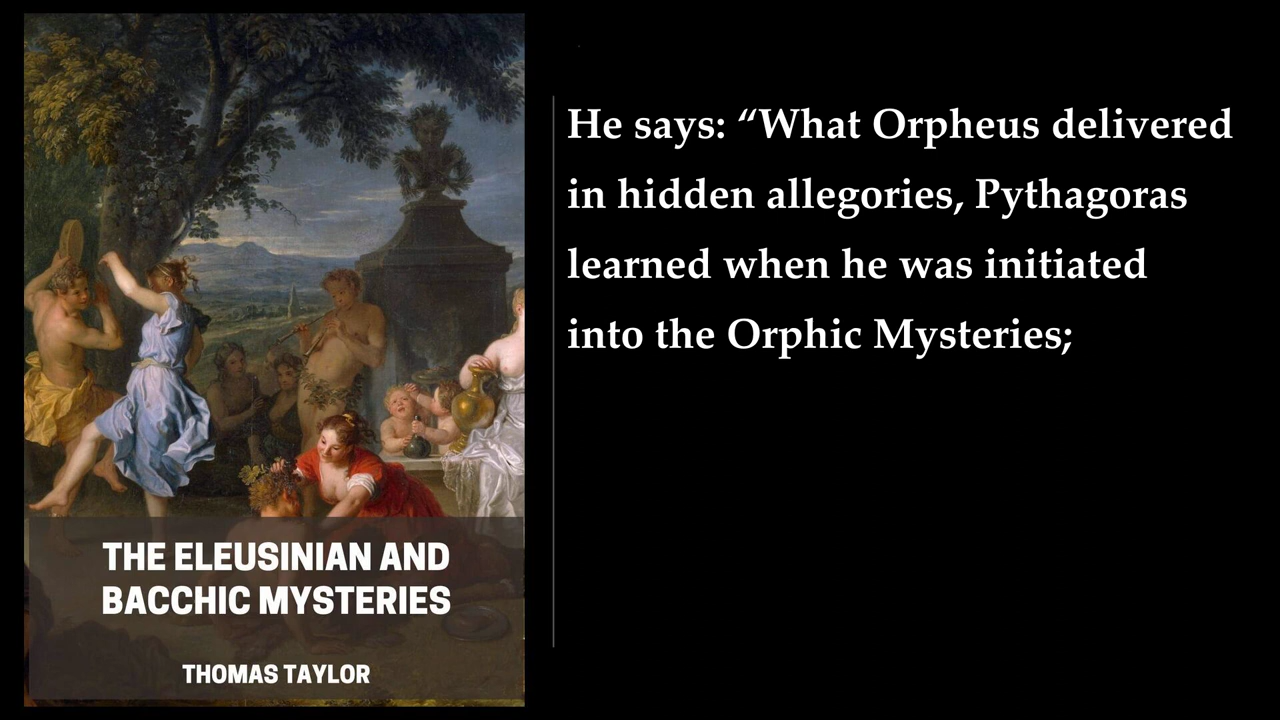 THE ELEUSINIAN AND
BACCHIC MYSTERIES
THOMAS TAYLOR
He says: “What Orpheus delivered
in hidden allegories, Pythagoras
learned when he was initiated
into the Orphic Mysteries;